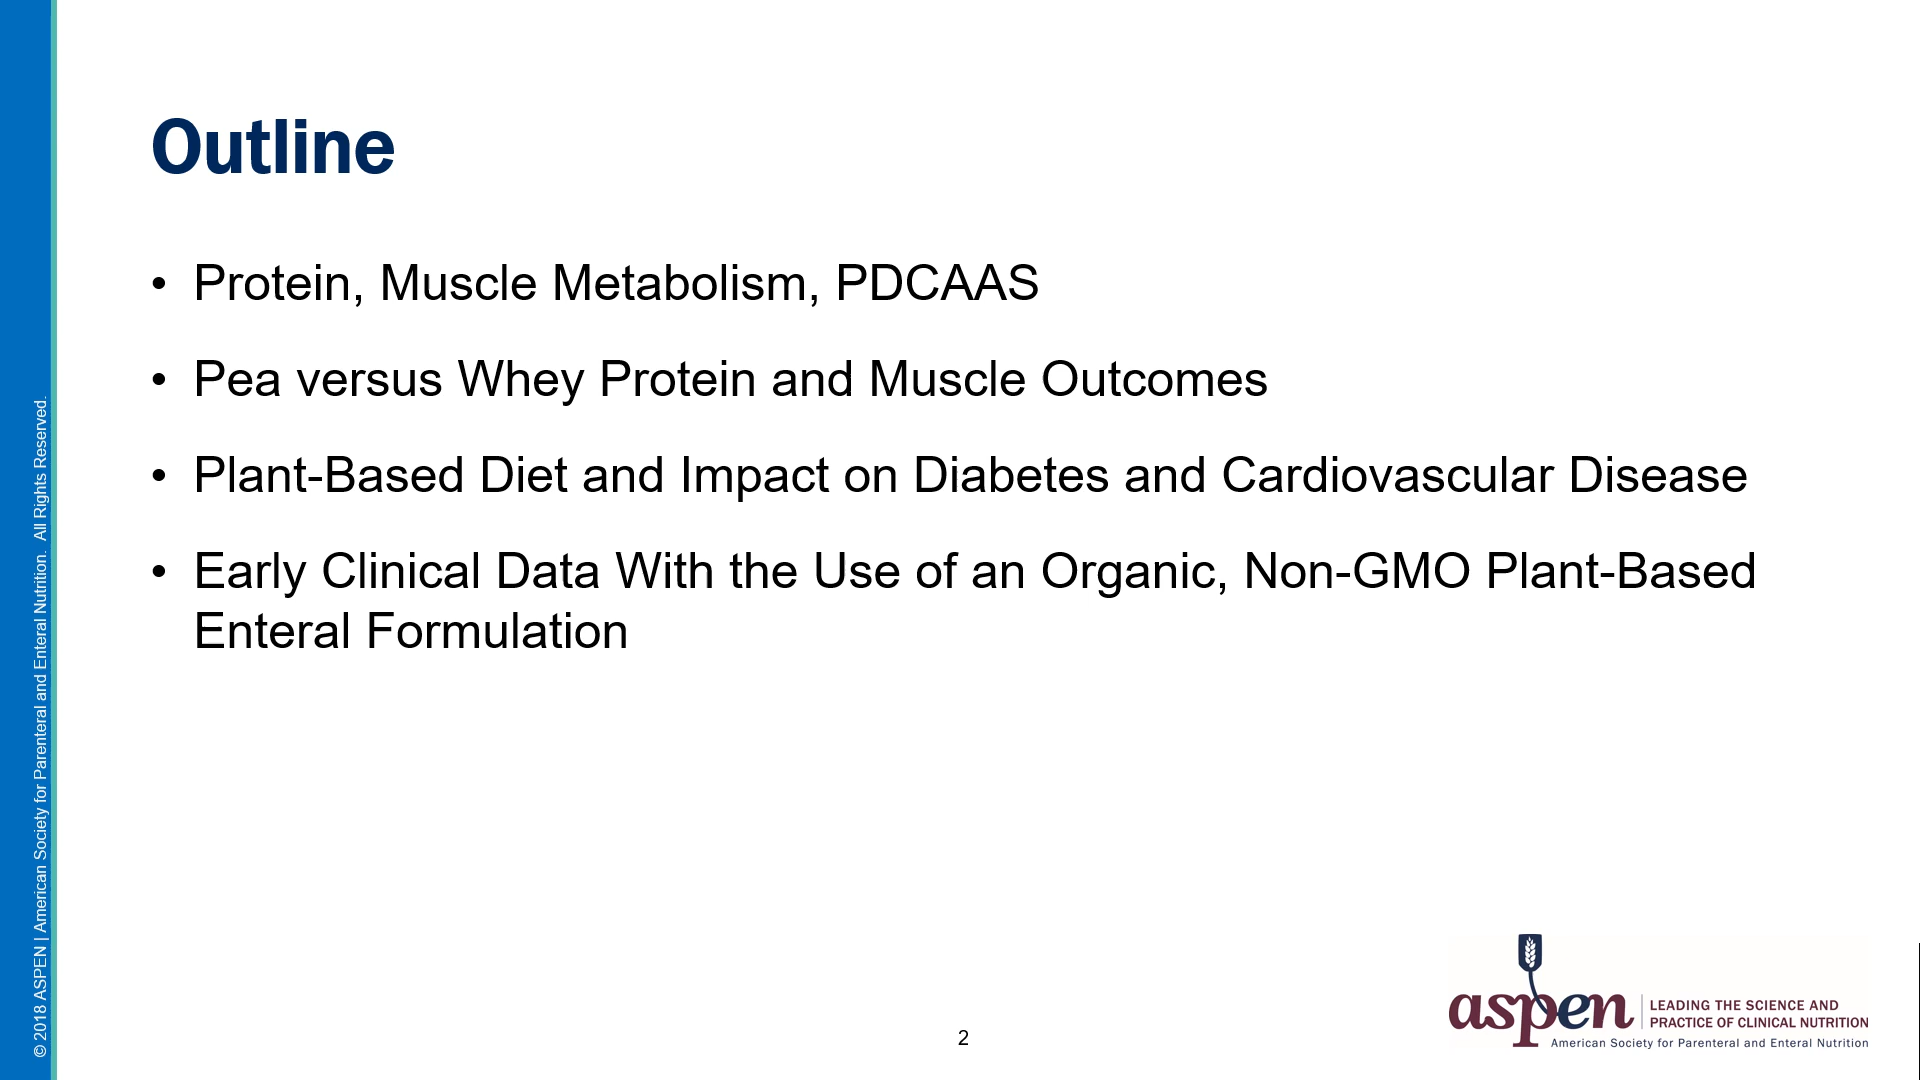 Outline
• Protein, Muscle Metabolism, PDCAAS
• Pea versus Whey Protein and Muscle Outcomes
• Plant-Based Diet and Impact on Diabetes and Cardiovascular Disease
• Early Clinical Data With the Use of an Organic, Non-GMO Plant-Based
Enteral Formulation
© 2018 ASPEN | American Society for Parenteral and Enteral Nutrition. All Rights Reserved.
2
aspen
LEADING THE SCIENCE AND
PRACTICE OF CLINICAL NUTRITION
American Society for Parenteral and Enteral Nutrition